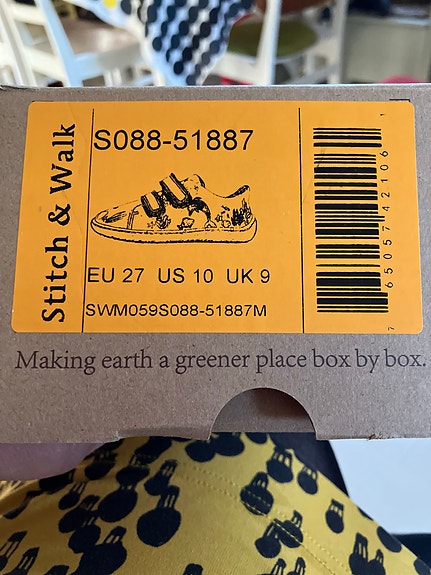 Stitch & Walk
S088-51887
EU 27 US 10 UK 9
SWM059S088-51887M
7 65057 42106 1
Making earth a greener place box by box.